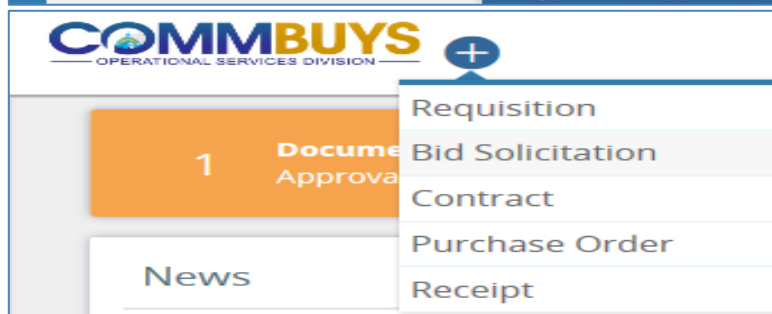 COMMBUYS
OPERATIONAL SERVICES DIVISION
Requisition
1 Docume Bid Solicitation
Approva
Contract
Purchase Order
News
Receipt